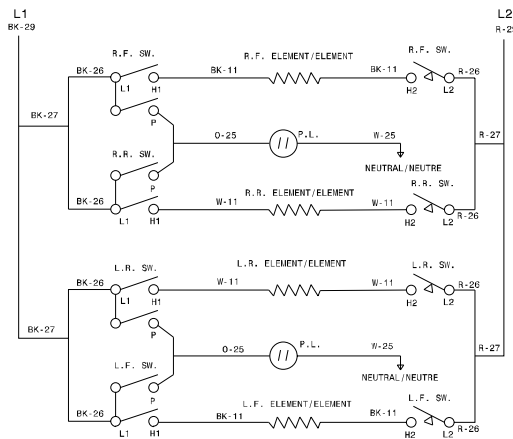 L1
L2
BK-29
R-29
R.F. SW.
R.F. ELEMENT/ELEMENT
R.F. SW.
BK-26
BK-11
BK-11
R-26
L1
H1
H2
L2
BK-27
P
O-25
P.L.
W-25
R-27
R.R. SW.
NEUTRAL/NEUTRE
P
R.R. ELEMENT/ELEMENT
R.R. SW.
BK-26
W-11
W-11
L1
H1
H2
L2
R-26
L.R. SW.
L.R. ELEMENT/ELEMENT
L.R. SW.
BK-26
W-11
W-11
R-26
L1
H1
H2
L2
BK-27
P
O-25
P.L.
W-25
R-27
L.F. SW.
NEUTRAL/NEUTRE
P
L.F. ELEMENT/ELEMENT
L.F. SW.
BK-26
BK-11
BK-11
L1
H1
H2
L2
R-26